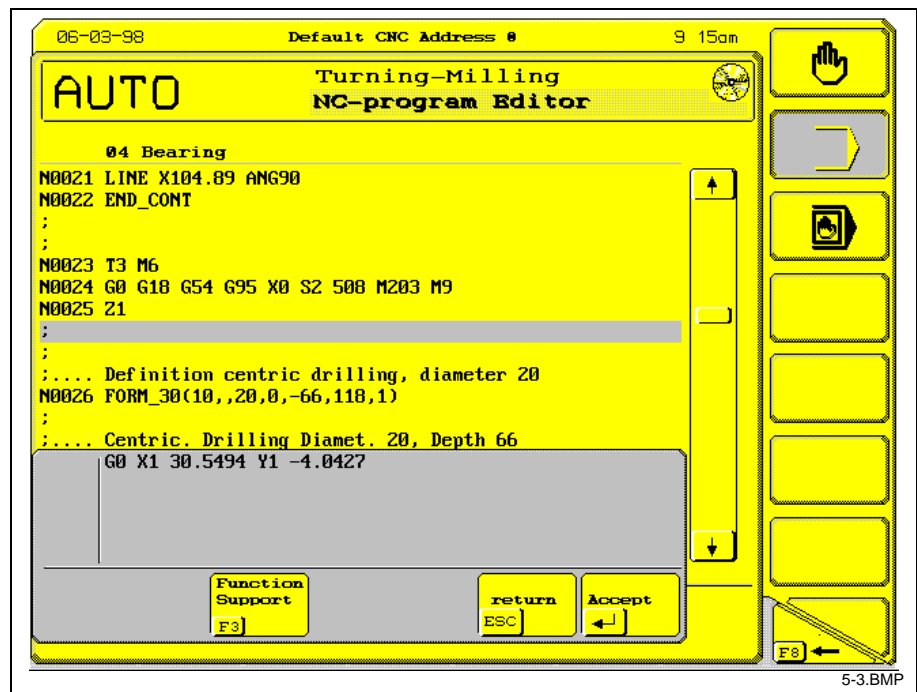 06-03-98 Default CNC Address 0 9 15am
AUTO
Turning-Milling
NC-program Editor
04 Bearing
N0021 LINE X104.89 ANG90
N0022 END_CONT
;
;
N0023 T3 M6
N0024 G0 G18 G54 G95 X0 S2 508 M203 M9
N0025 Z1
;
;
;.... Definition centric drilling, diameter 20
N0026 FORM_30(10,,20,0,-66,118,1)
;
;.... Centric. Drilling Diamet. 20, Depth 66
G0 X1 30.5494 Y1 -4.0427
Function
Support
F3
return
ESC
Accept
F8
5-3.BMP